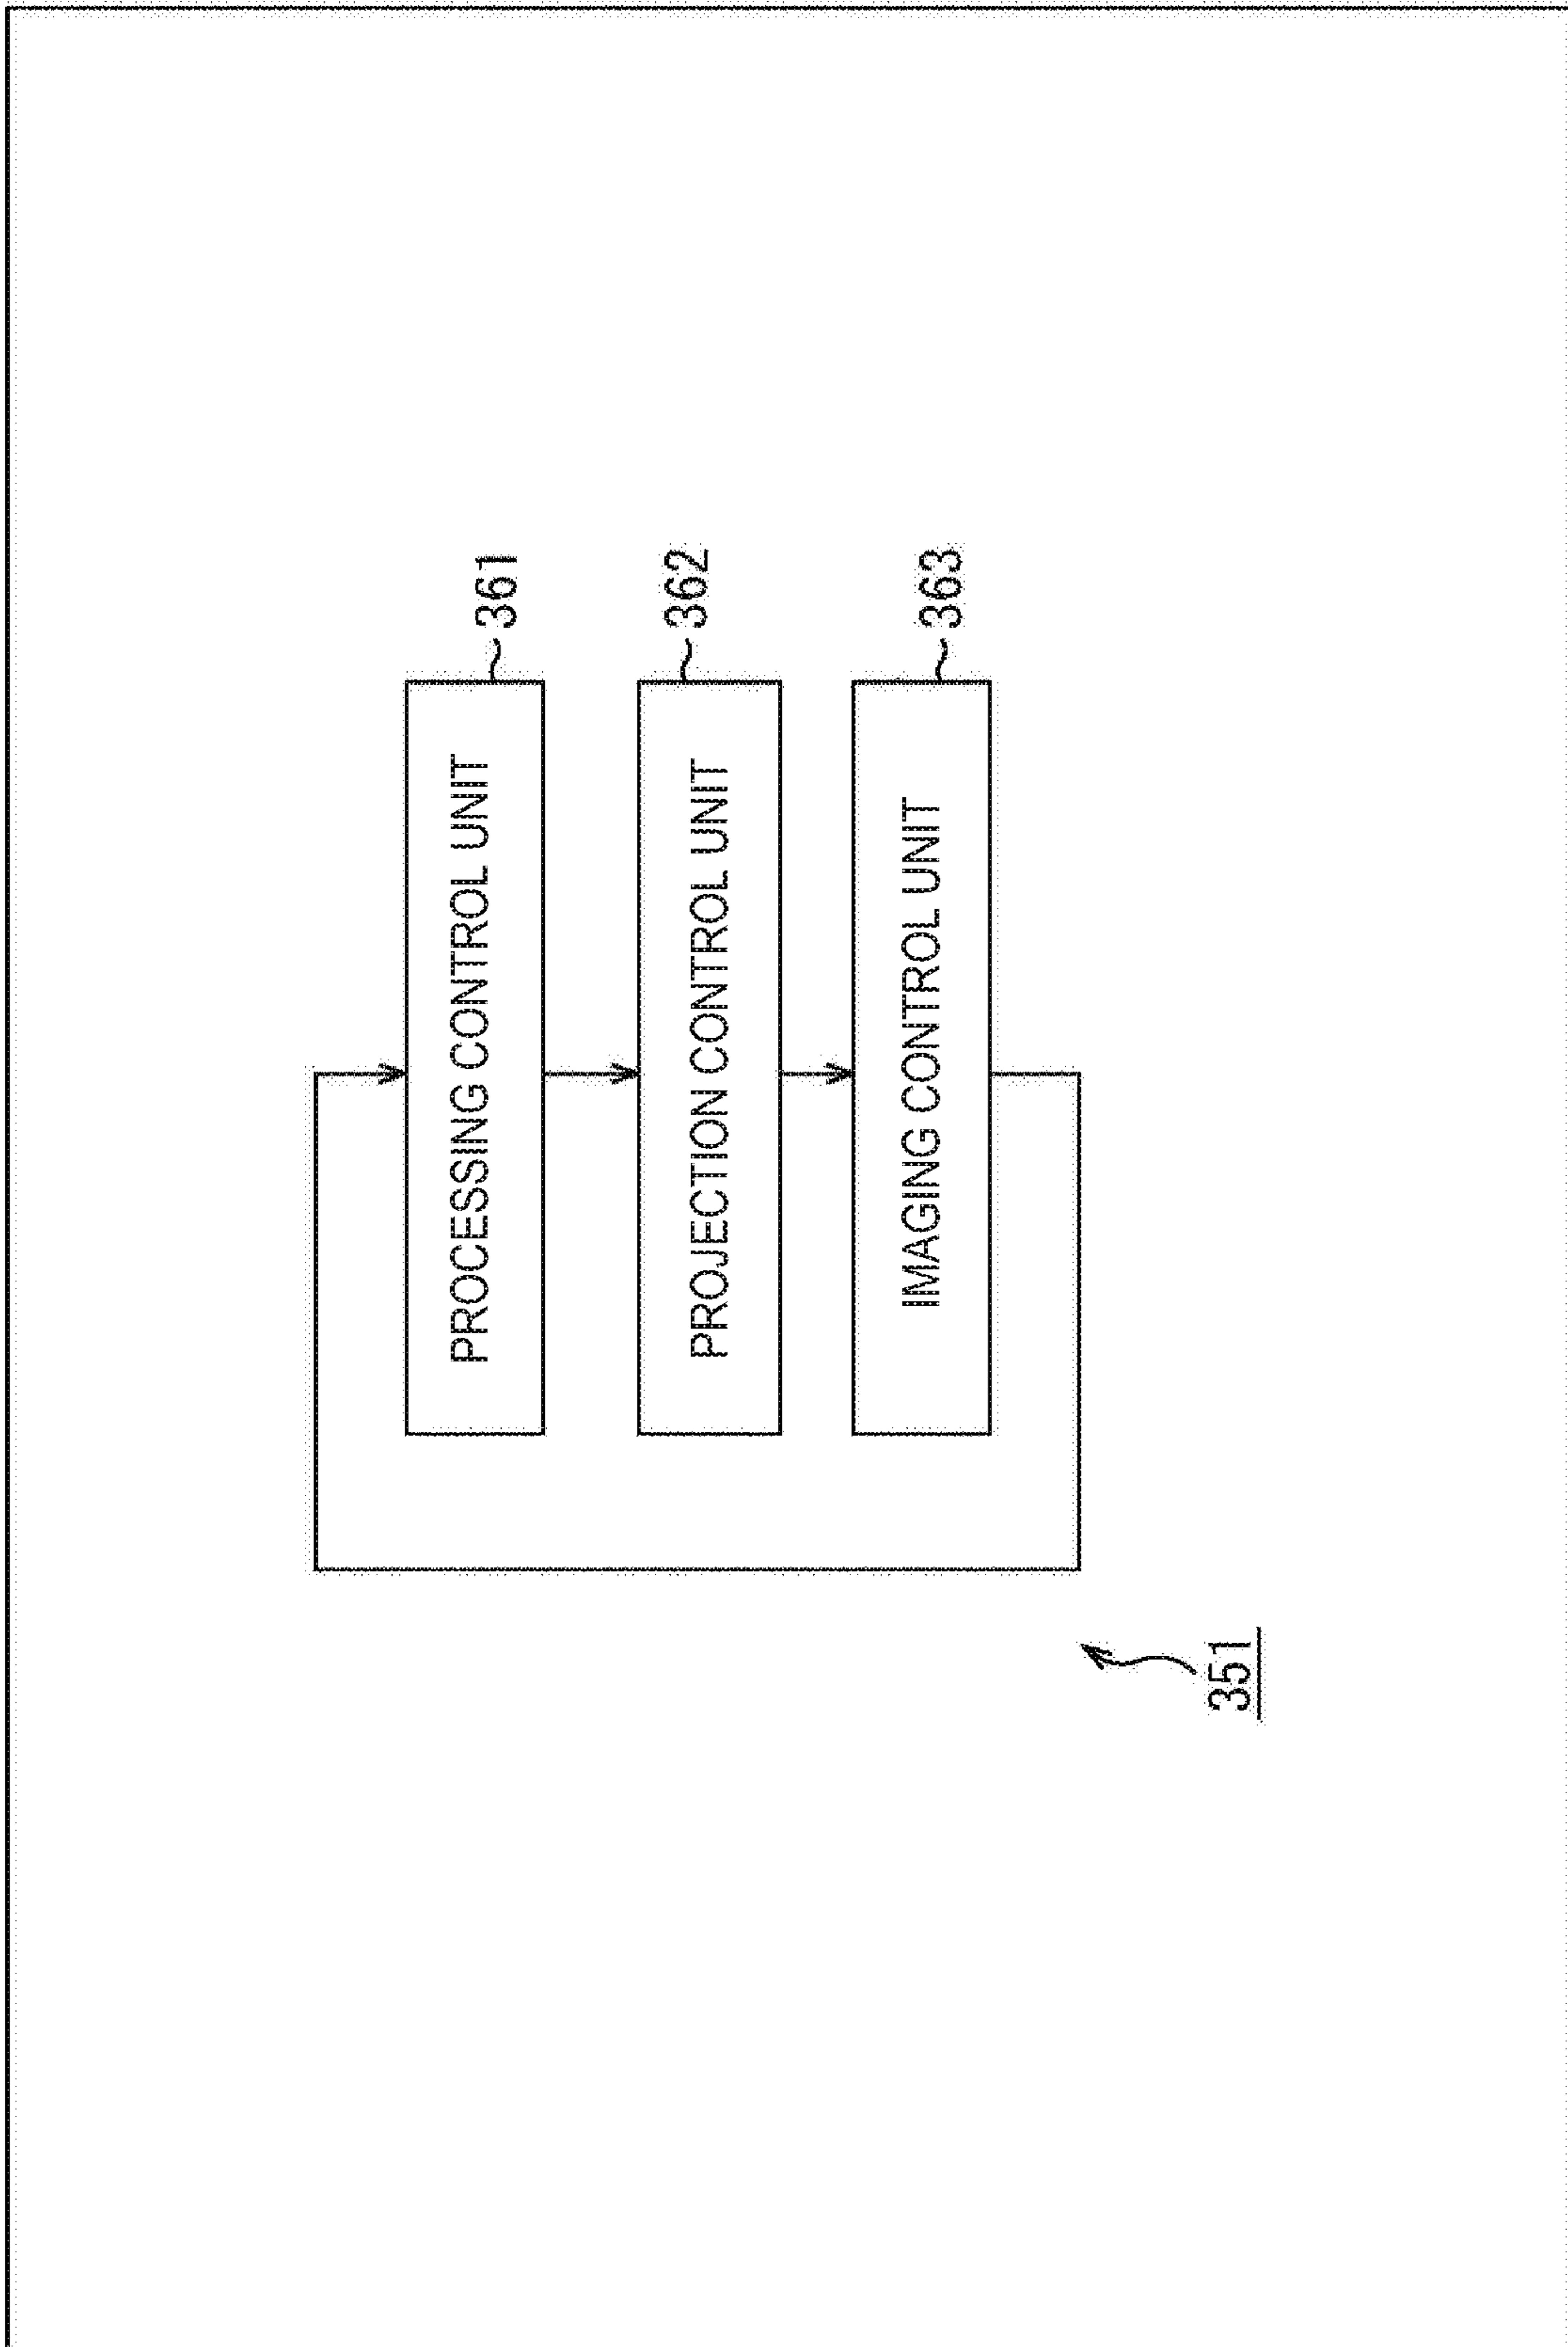 PROCESSING CONTROL UNIT
361
PROJECTION CONTROL UNIT
362
IMAGING CONTROL UNIT
363
351